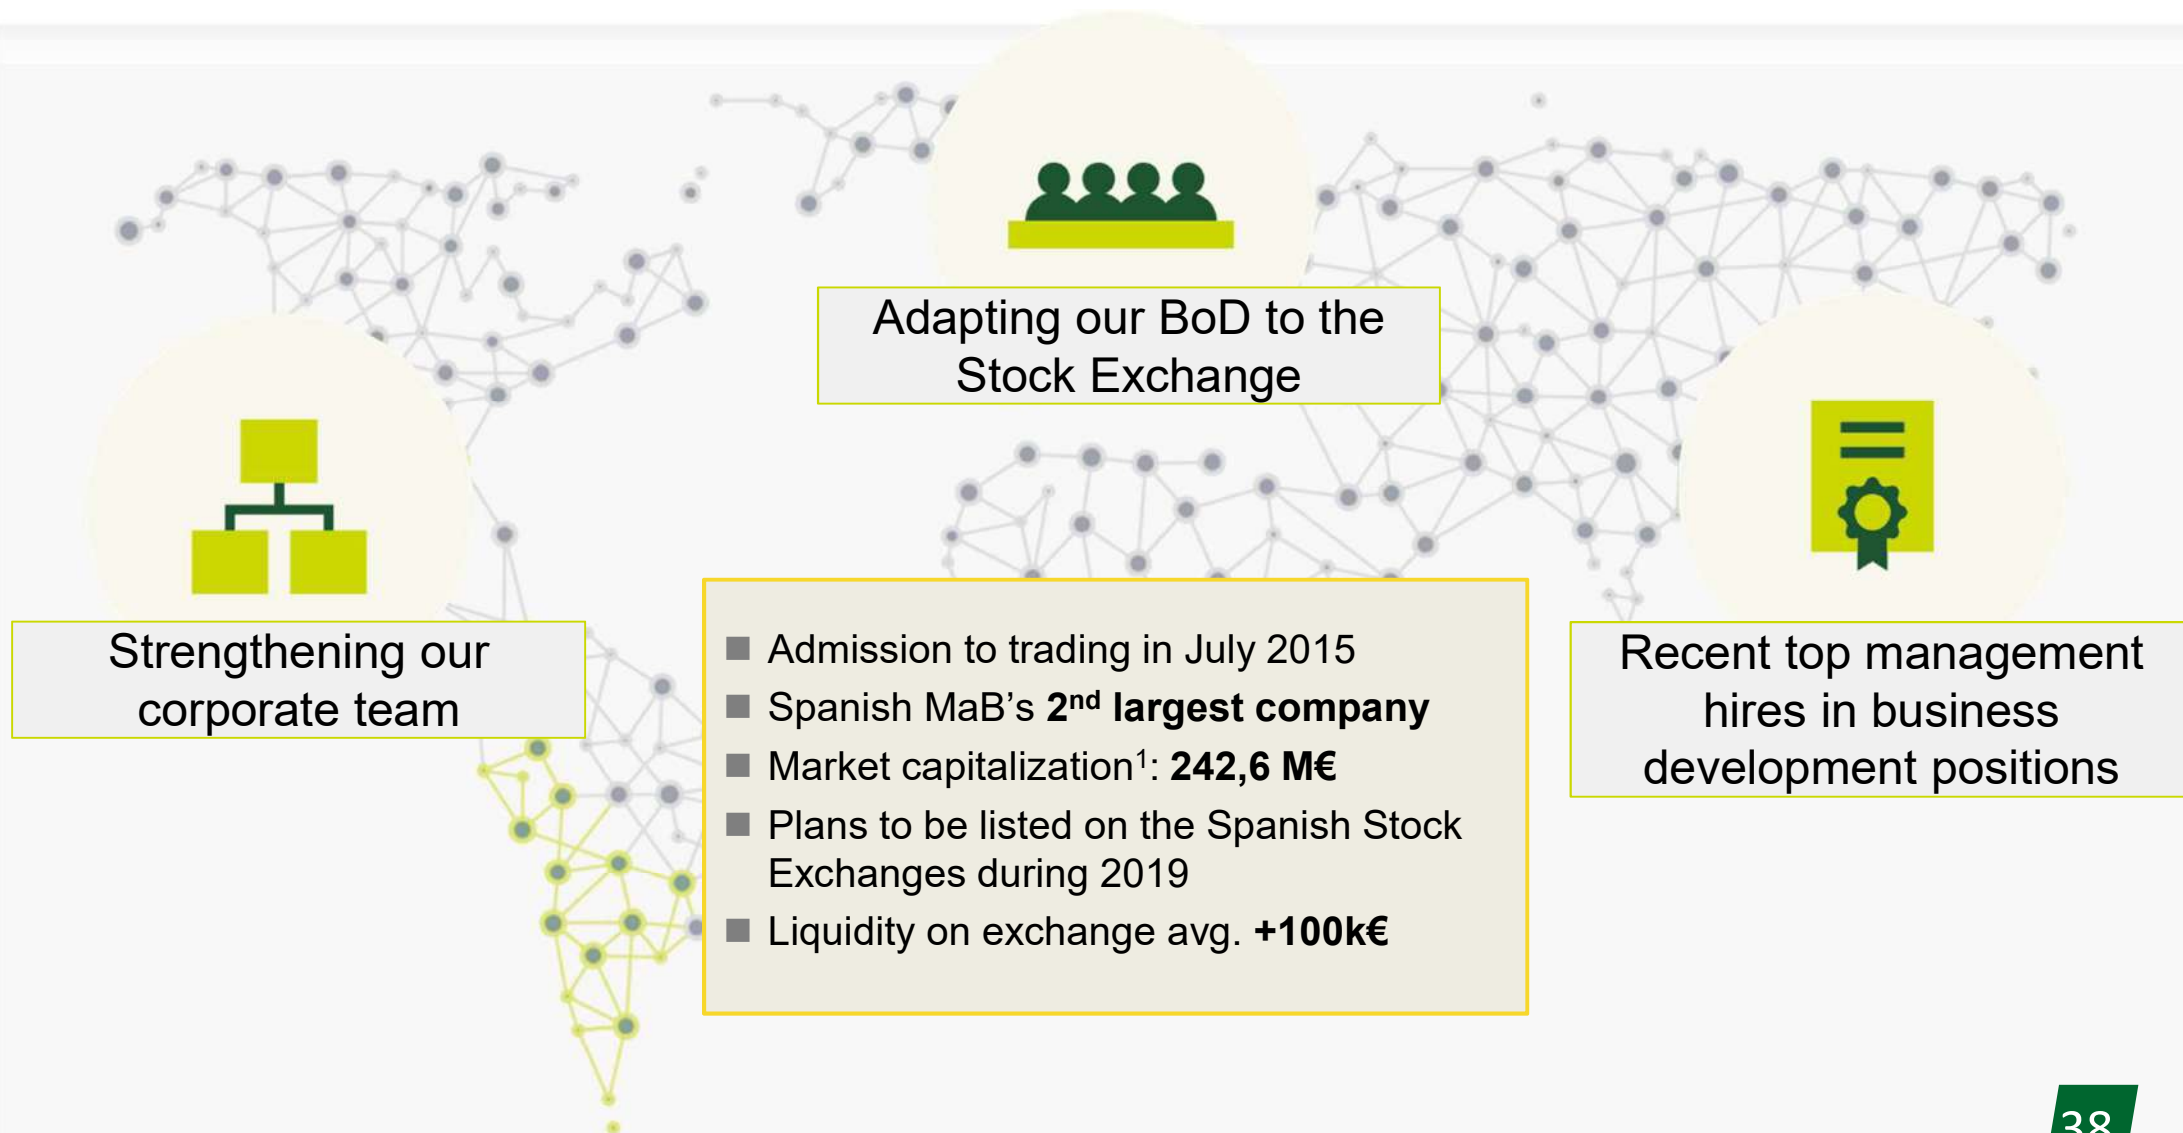 Adapting our BoD to the
Stock Exchange
Strengthening our
corporate team
■ Admission to trading in July 2015
■ Spanish MaB’s 2nd largest company
■ Market capitalization¹: 242,6 M€
■ Plans to be listed on the Spanish Stock
Exchanges during 2019
■ Liquidity on exchange avg. +100k€
Recent top management
hires in business
development positions
38